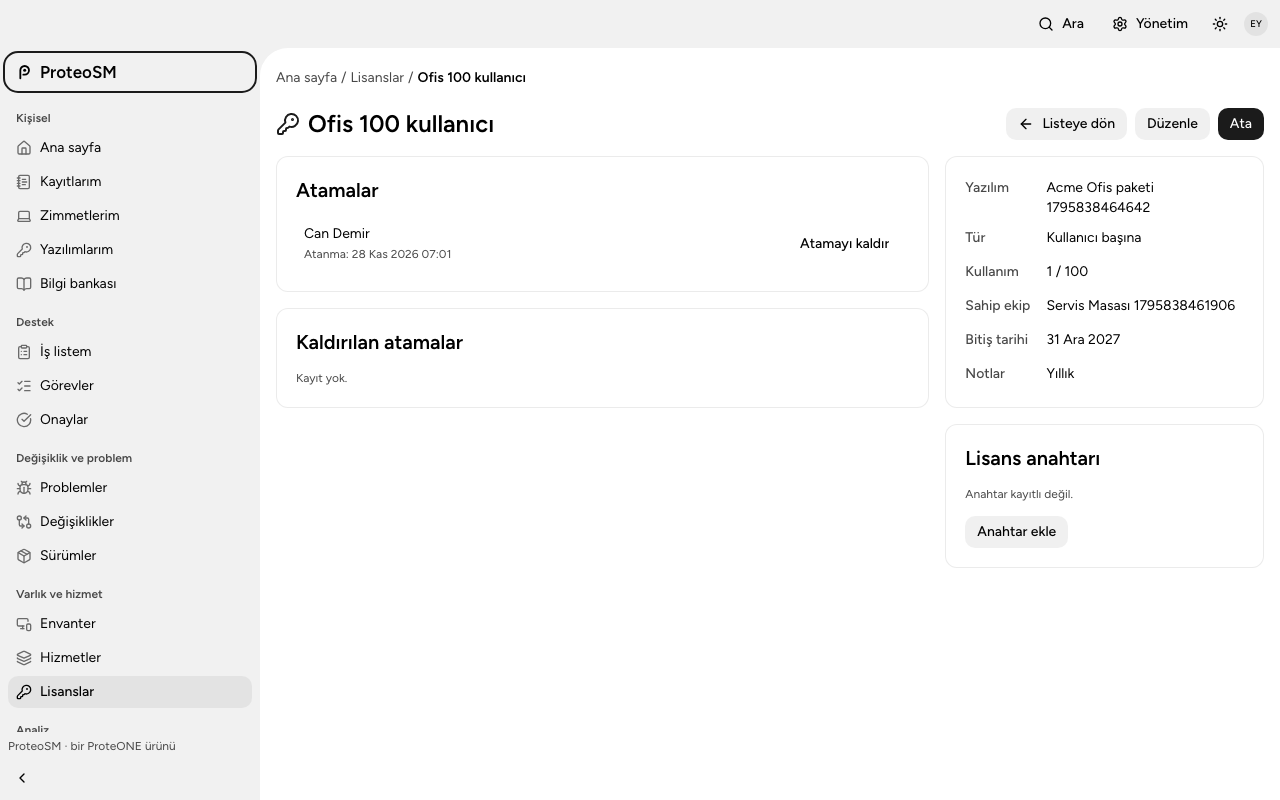 Ara
Yönetim
EY
ProteoSM
Kişisel
Ana sayfa
Kayıtlarım
Zimmetlerim
Yazılımlarım
Bilgi bankası
Destek
İş listem
Görevler
Onaylar
Değişiklik ve problem
Problemler
Değişiklikler
Sürümler
Varlık ve hizmet
Envanter
Hizmetler
Lisanslar
Analiz
ProteoSM · bir ProteONE ürünü
Ana sayfa / Lisanslar / Ofis 100 kullanıcı
Ofis 100 kullanıcı
Listeye dön
Düzenle
Ata
Atamalar
Can Demir
Atanma: 28 Kas 2026 07:01
Atamayı kaldır
Kaldırılan atamalar
Kayıt yok.
Yazılım Acme Ofis paketi
1795838464642
Tür Kullanıcı başına
Kullanım 1 / 100
Sahip ekip Servis Masası 1795838461906
Bitiş tarihi 31 Ara 2027
Notlar Yıllık
Lisans anahtarı
Anahtar kayıtlı değil.
Anahtar ekle